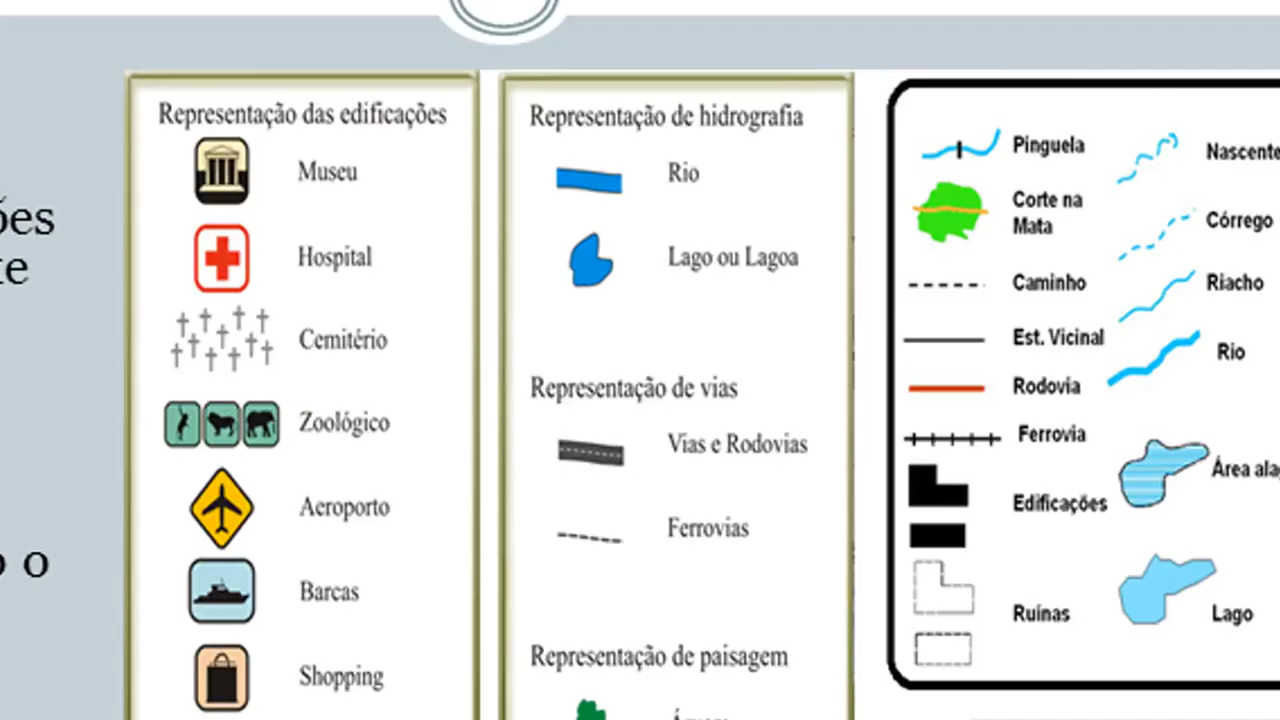 ões
te
o o
Representação das edificações
Museu
Hospital
Cemitério
Zoológico
Aeroporto
Barcas
Shopping
Representação de hidrografia
Rio
Lago ou Lagoa
Representação de vias
Vias e Rodovias
Ferrovias
Representação de paisagem
Pinguela
Corte na
Mata
Caminho
Est. Vicinal
Rodovia
Ferrovia
Edificações
Ruínas
Nascente
Córrego
Riacho
Rio
Área ala
Lago